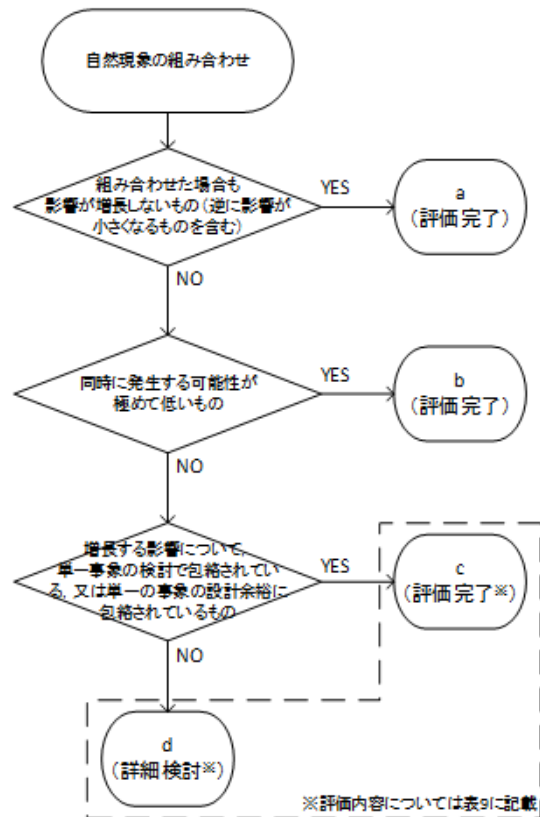 自然現象の組み合わせ
組み合わせた場合も
影響が増長しないもの（逆に影響が
小さくなるものを含む）
YES
a
（評価完了）
NO
同時に発生する可能性が
極めて低いもの
YES
b
（評価完了）
NO
増長する影響について，
単一事象の検討で包絡されてい
る，又は単一の事象の設計余裕に
包絡されているもの
YES
c
（評価完了※）
NO
d
（詳細検討※）
※評価内容については表9に記載